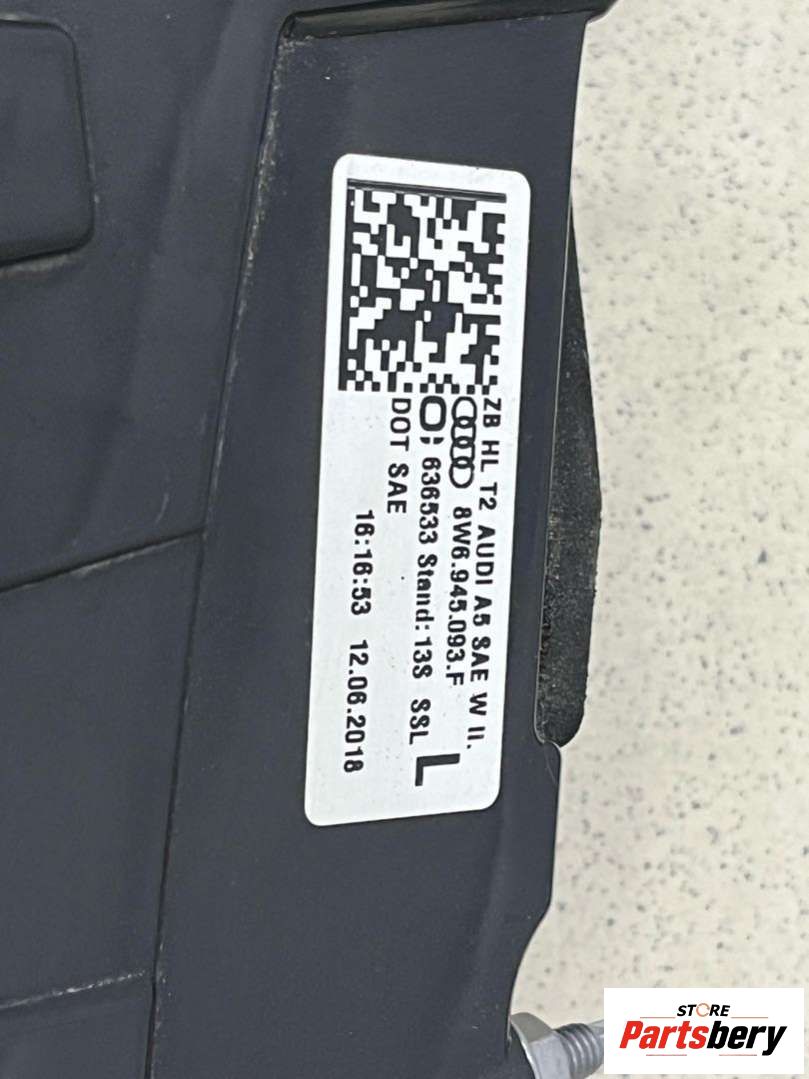 ZB HL T2 AUDI A5 SAE W II.
8W6.945.093.F
636533 Stand:13S SSL L
DOT SAE
16:16:53 12.06.2018
STORE
Partsbery